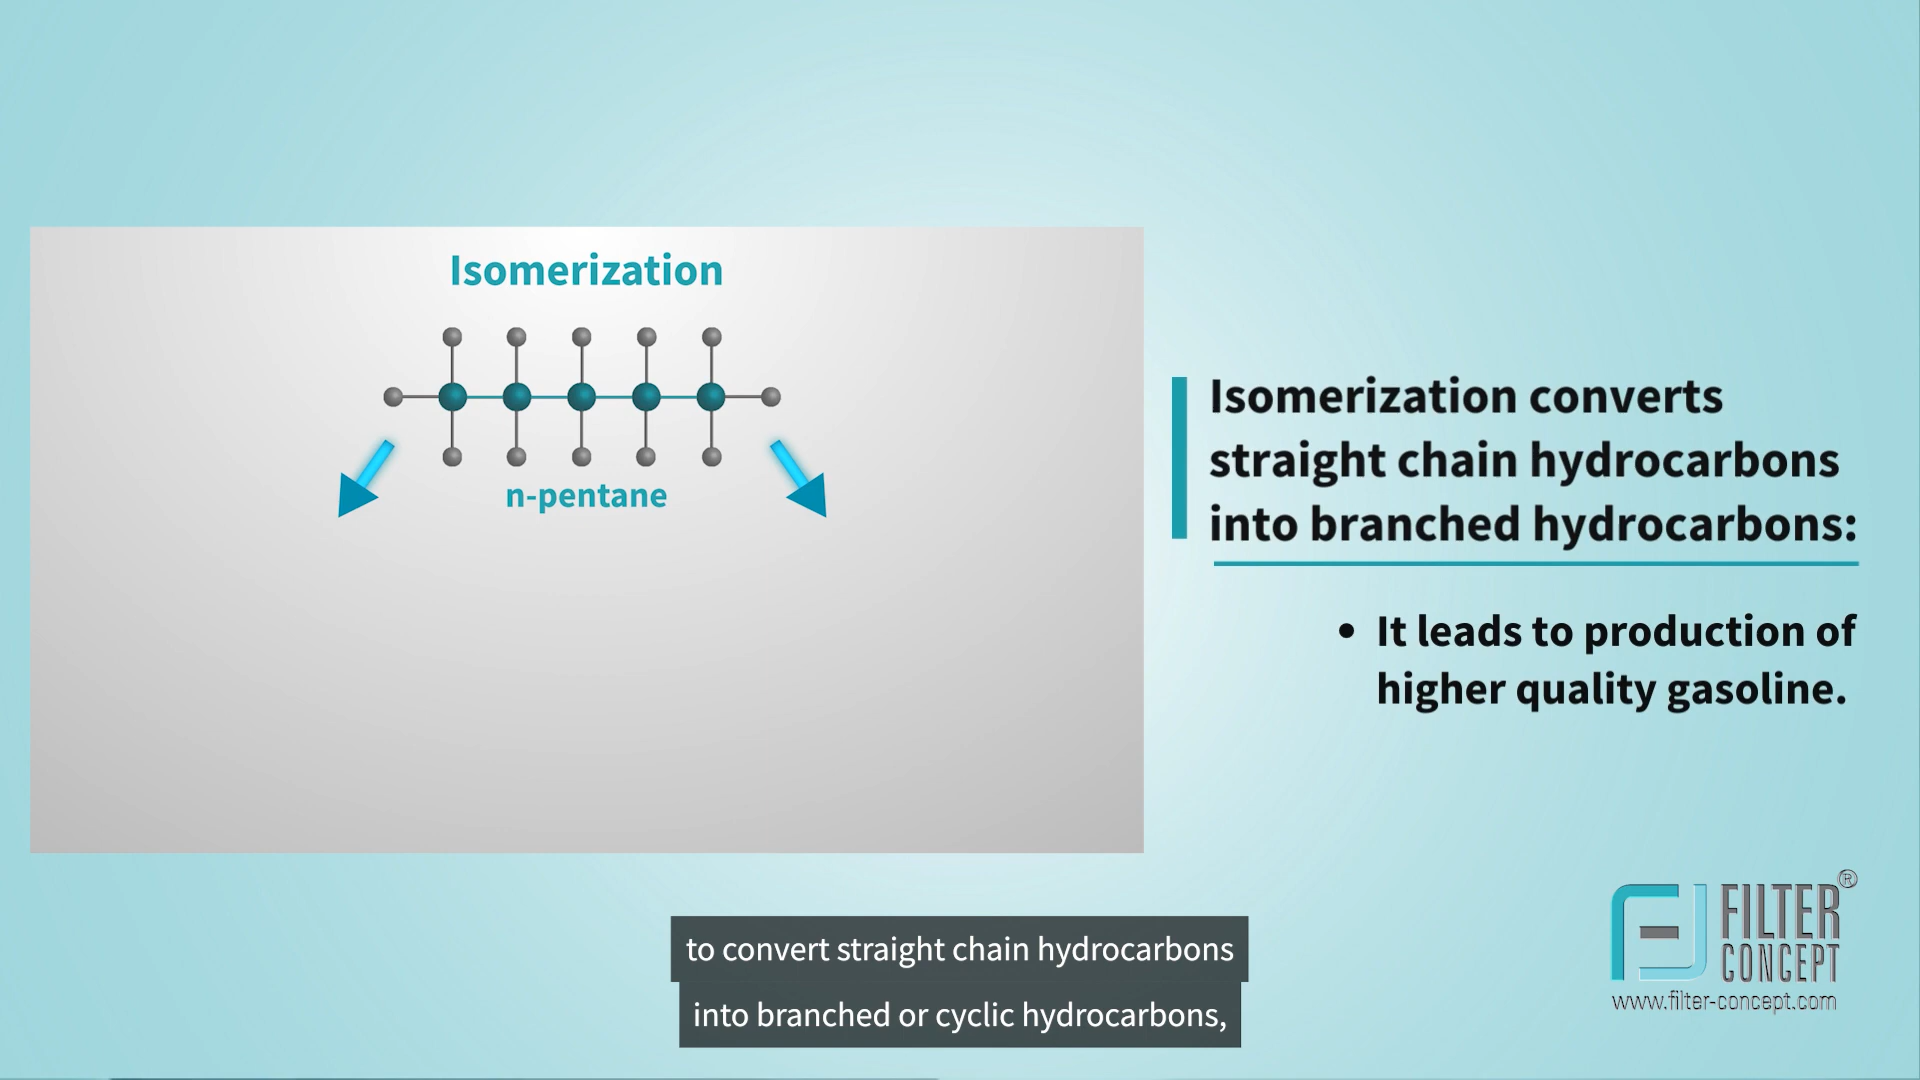 Isomerization
n-pentane
Isomerization converts
straight chain hydrocarbons
into branched hydrocarbons:
• It leads to production of
higher quality gasoline.
FILTER®
CONCEPT
www.filter-concept.com
to convert straight chain hydrocarbons
into branched or cyclic hydrocarbons,